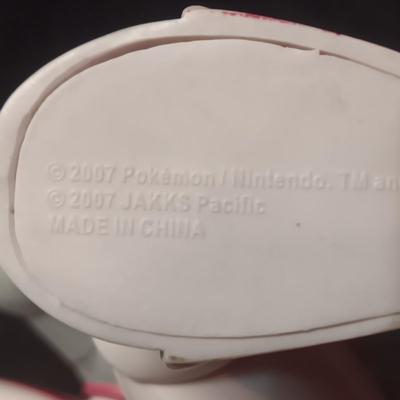 © 2007 Pokémon / Nintendo. TM an
© 2007 JAKKS Pacific
MADE IN CHINA